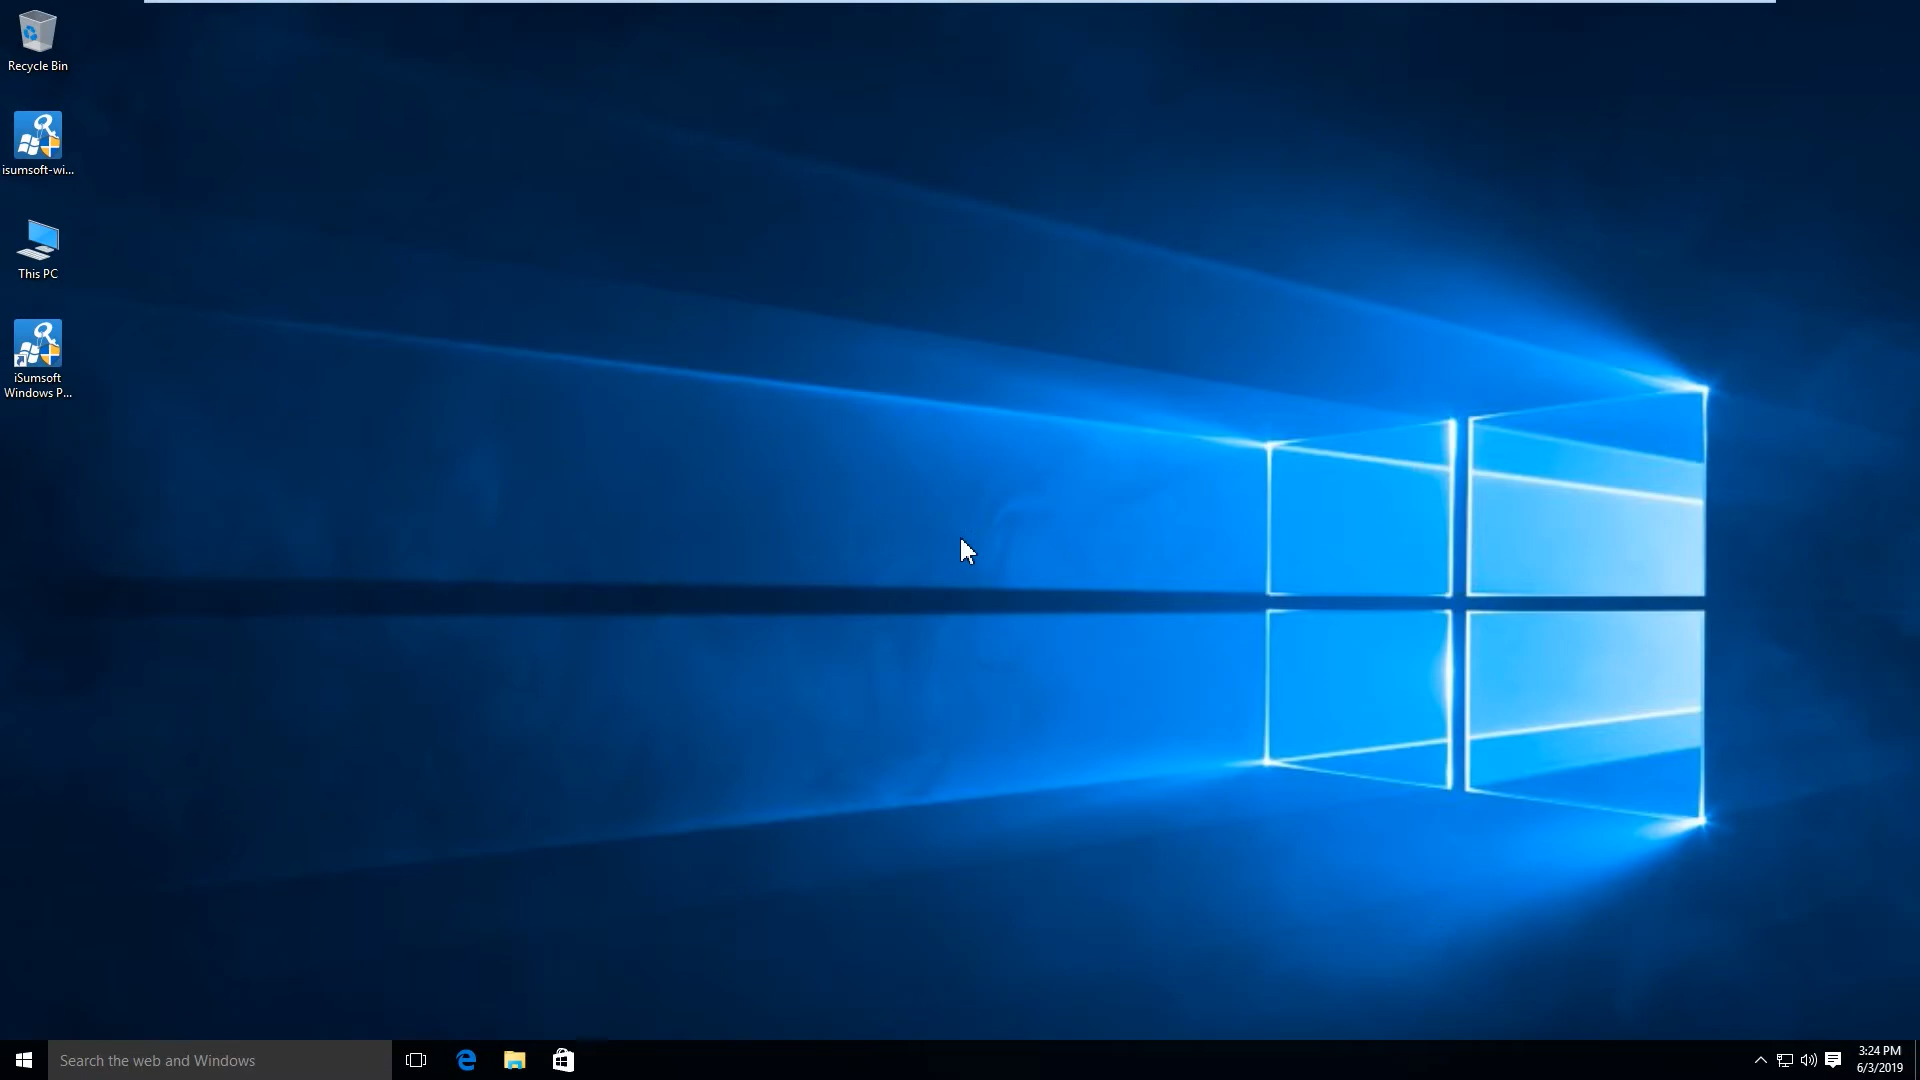 Recycle Bin
isumsoft-wi...
This PC
iSumsoft
Windows P...
Search the web and Windows
3:24 PM
6/3/2019